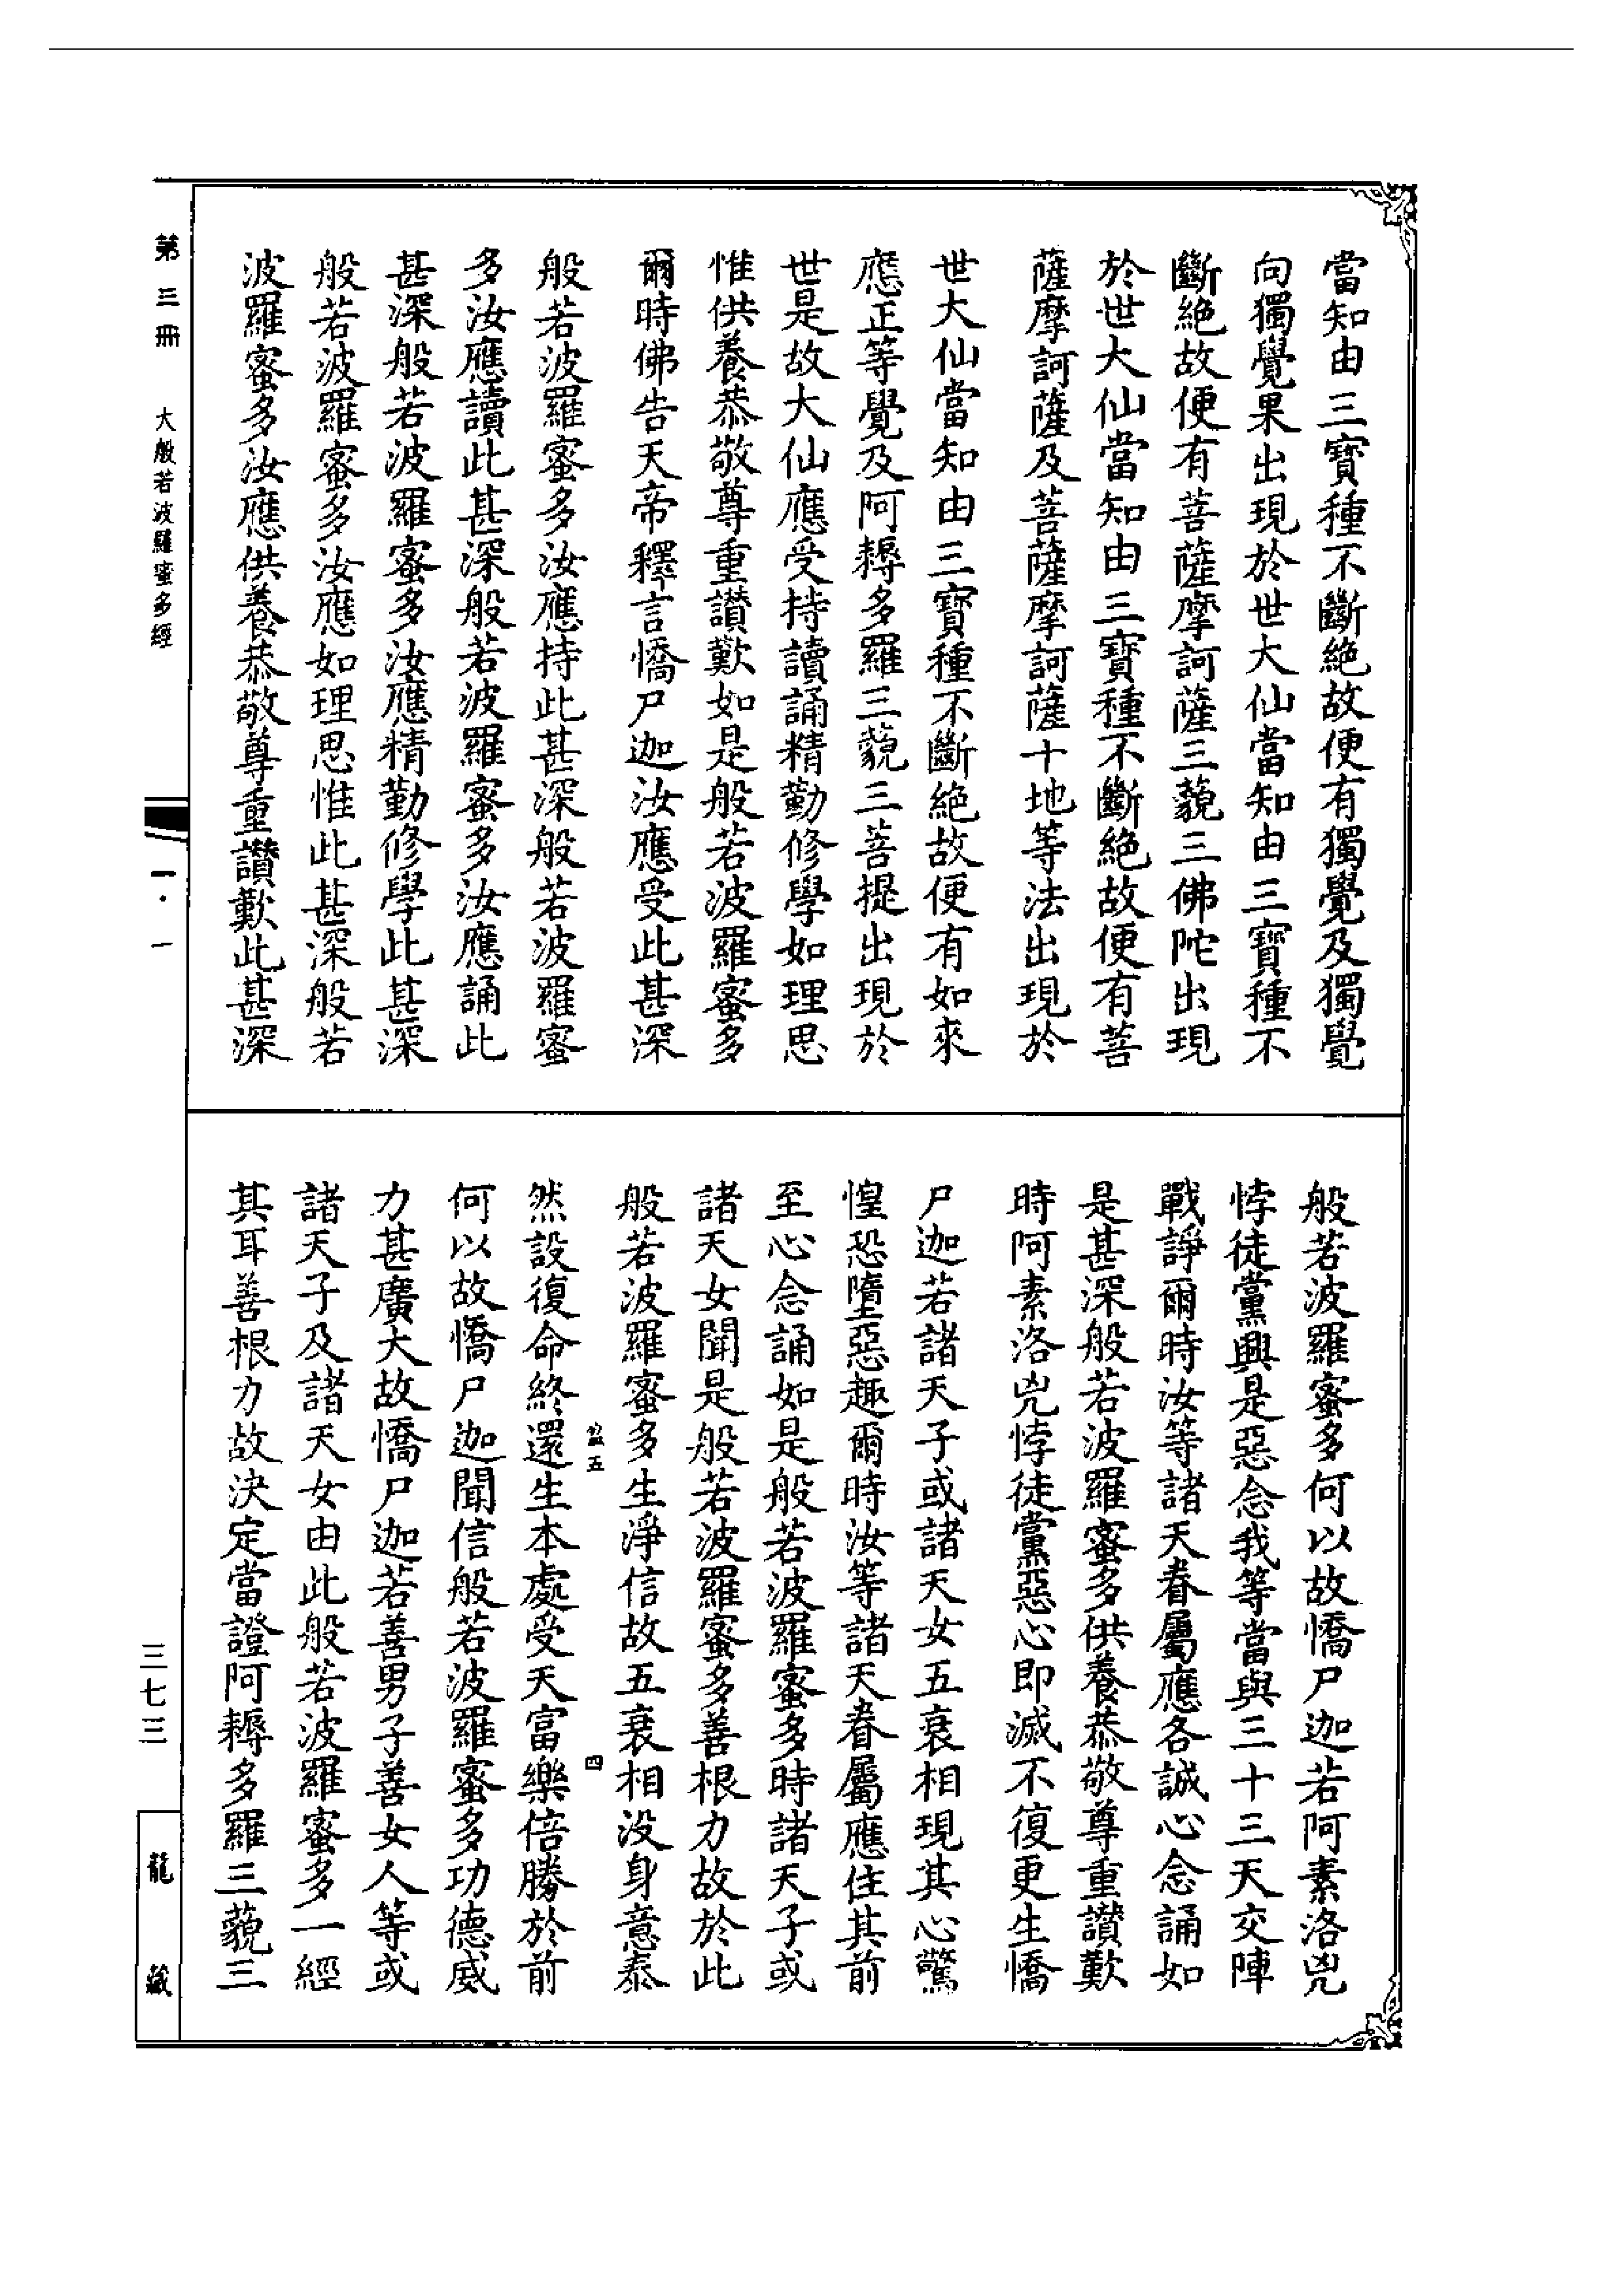 當知由三寶種不斷絕故便有獨覺及獨覺
向獨覺果出現於世大仙當知由三寶種不
斷絕故便有菩薩摩訶薩三藐三佛陀出現
於世大仙當知由三寶種不斷絕故便有菩
薩摩訶薩及菩薩摩訶薩十地等法出現於
世大仙當知由三寶種不斷絕故便有如來
應正等覺及阿耨多羅三藐三菩提出現於
世是故大仙應受持讀誦精勤修學如理思
惟供養恭敬尊重讚歎如是般若波羅蜜多
爾時佛告天帝釋言憍尸迦汝應受此甚深
般若波羅蜜多汝應持此甚深般若波羅蜜
多汝應讀此甚深般若波羅蜜多汝應誦此
甚深般若波羅蜜多汝應精勤修學此甚深
般若波羅蜜多汝應如理思惟此甚深般若
波羅蜜多汝應供養恭敬尊重讚歎此甚深
般若波羅蜜多何以故憍尸迦若阿素洛兇
悖徒黨興是惡念我等當與三十三天交陣
戰諍爾時汝等諸天眷屬應各誠心念誦如
是甚深般若波羅蜜多供養恭敬尊重讚歎
時阿素洛兇悖徒黨惡心即滅不復更生憍
尸迦若諸天子或諸天女五衰相現其心驚
惶恐墮惡趣爾時汝等諸天眷屬應住其前
至心念誦如是般若波羅蜜多時諸天子或
諸天女聞是般若波羅蜜多善根力故於此
般若波羅蜜多生淨信故五衰相没身意泰
盈五 四
然設復命終還生本處受天富樂倍勝於前
何以故憍尸迦聞信般若波羅蜜多功德威
力甚廣大故憍尸迦若善男子善女人等或
諸天子及諸天女由此般若波羅蜜多一經
其耳善根力故決定當證阿耨多羅三藐三
第三冊 大般若波羅蜜多經
一·一
三七三
龍藏